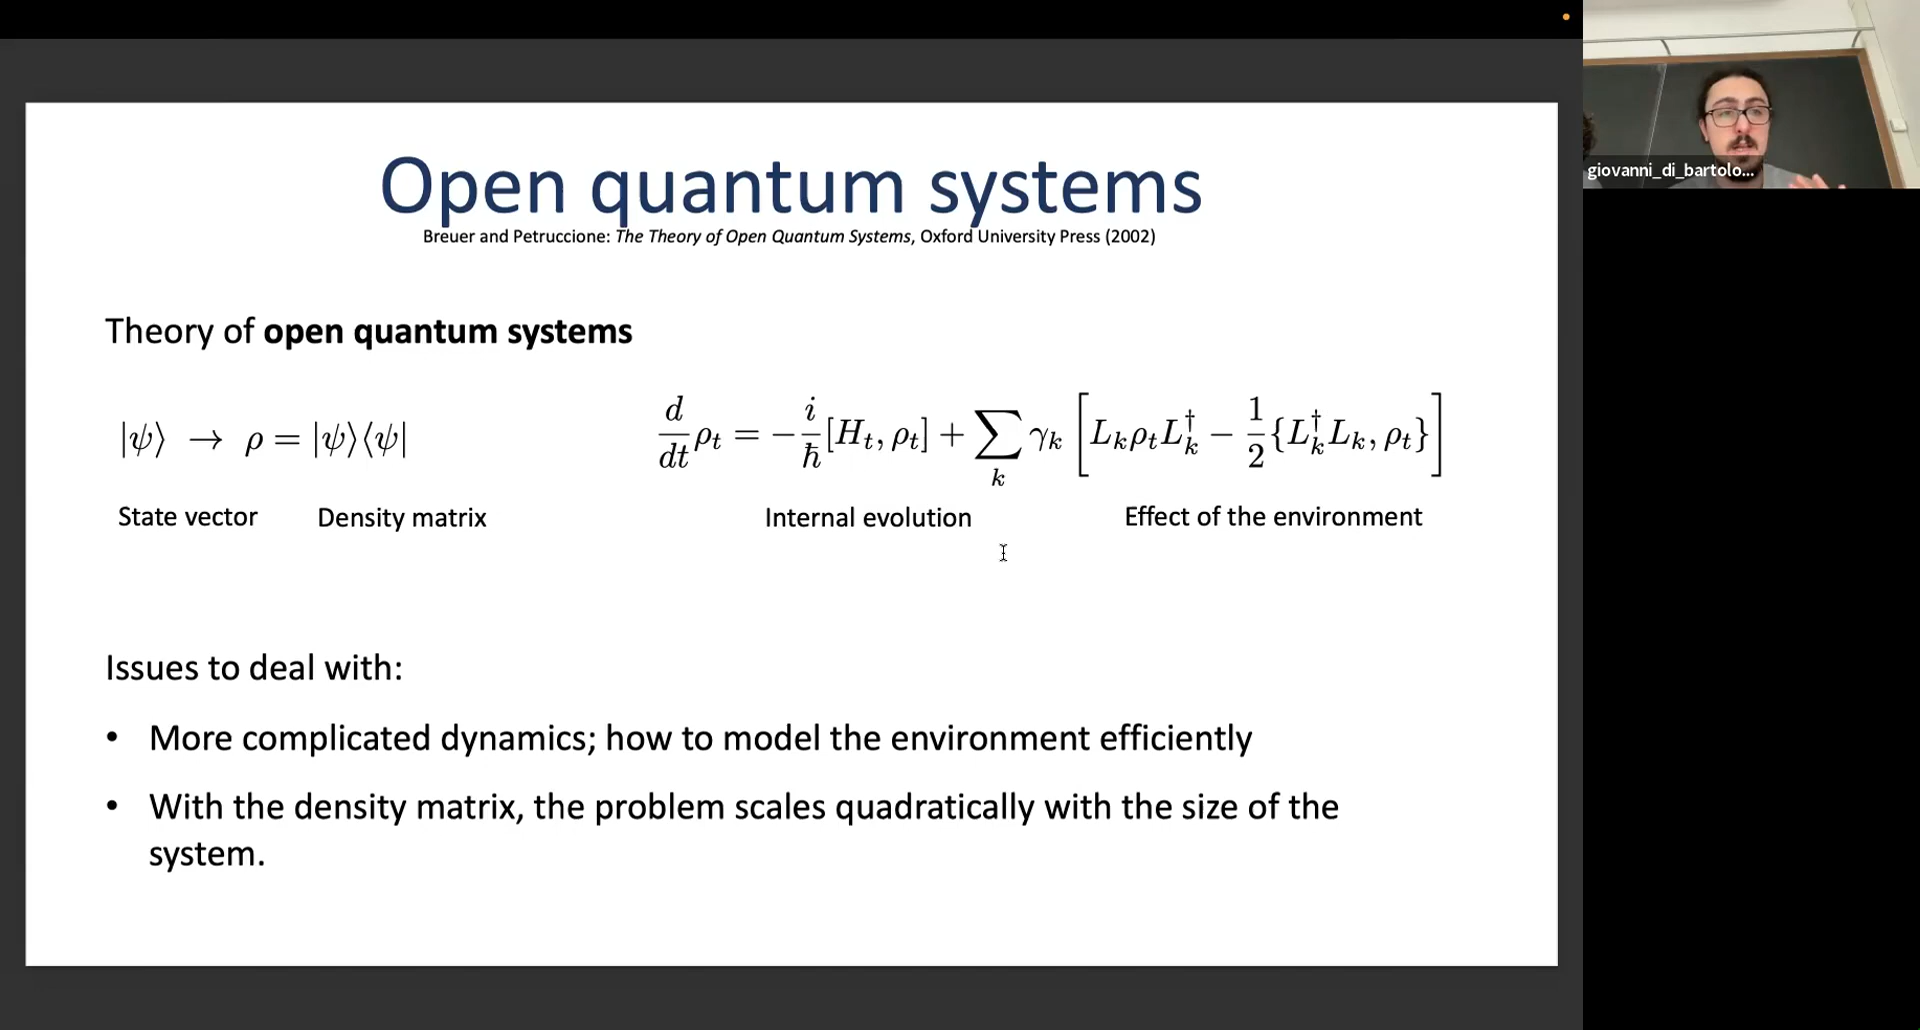 giovanni_di_bartolo...
Open quantum systems
Breuer and Petruccione: The Theory of Open Quantum Systems, Oxford University Press (2002)
Theory of open quantum systems
|ψ⟩ → ρ = |ψ⟩⟨ψ|
State vector Density matrix
d/dt ρ_t = −i/ħ [H_t, ρ_t] + ∑_k γ_k [L_k ρ_t L_k^† − 1/2 {L_k^† L_k, ρ_t}]
Internal evolution Effect of the environment
Issues to deal with:
• More complicated dynamics; how to model the environment efficiently
• With the density matrix, the problem scales quadratically with the size of the
system.